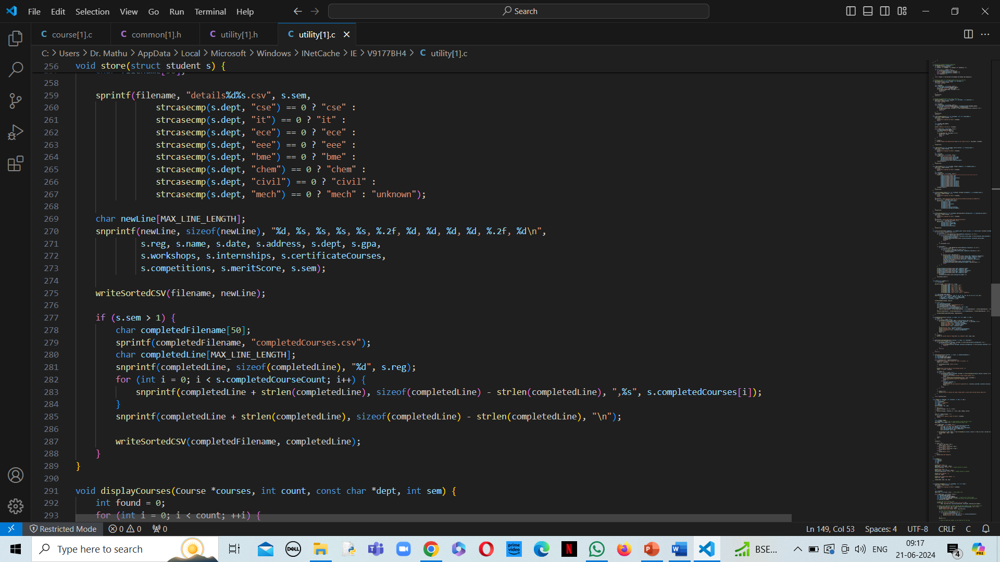 File Edit Selection View Go Run Terminal Help
Search
C course[1].c C common[1].h C utility[1].h C utility[1].c
C: > Users > Dr. Mathu > AppData > Local > Microsoft > Windows > INetCache > IE > V9177BH4 > C utility[1].c
256 void store(struct student s) {
258
259 sprintf(filename, "details%d%s.csv", s.sem,
260 strcasecmp(s.dept, "cse") == 0 ? "cse" :
261 strcasecmp(s.dept, "it") == 0 ? "it" :
262 strcasecmp(s.dept, "ece") == 0 ? "ece" :
263 strcasecmp(s.dept, "eee") == 0 ? "eee" :
264 strcasecmp(s.dept, "bme") == 0 ? "bme" :
265 strcasecmp(s.dept, "chem") == 0 ? "chem" :
266 strcasecmp(s.dept, "civil") == 0 ? "civil" :
267 strcasecmp(s.dept, "mech") == 0 ? "mech" : "unknown");
268
269 char newLine[MAX_LINE_LENGTH];
270 snprintf(newLine, sizeof(newLine), "%d, %s, %s, %s, %s, %.2f, %d, %d, %d, %d, %.2f, %d\n",
271 s.reg, s.name, s.date, s.address, s.dept, s.gpa,
272 s.workshops, s.internships, s.certificateCourses,
273 s.competitions, s.meritScore, s.sem);
274
275 writeSortedCSV(filename, newLine);
276
277 if (s.sem > 1) {
278 char completedFilename[50];
279 sprintf(completedFilename, "completedCourses.csv");
280 char completedLine[MAX_LINE_LENGTH];
281 snprintf(completedLine, sizeof(completedLine), "%d", s.reg);
282 for (int i = 0; i < s.completedCourseCount; i++) {
283 snprintf(completedLine + strlen(completedLine), sizeof(completedLine) - strlen(completedLine), ",%s", s.completedCourses[i]);
284 }
285 snprintf(completedLine + strlen(completedLine), sizeof(completedLine) - strlen(completedLine), "\n");
286
287 writeSortedCSV(completedFilename, completedLine);
288 }
289 }
290
291 void displayCourses(Course *courses, int count, const char *dept, int sem) {
292 int found = 0;
293 for (int i = 0; i < count; ++i) {
Restricted Mode 0 0 0 Ln 149, Col 53 Spaces: 4 UTF-8 CRLF C
Type here to search
DELL
prime video
BSE...
ENG
09:17
21-06-2024
4
PRE